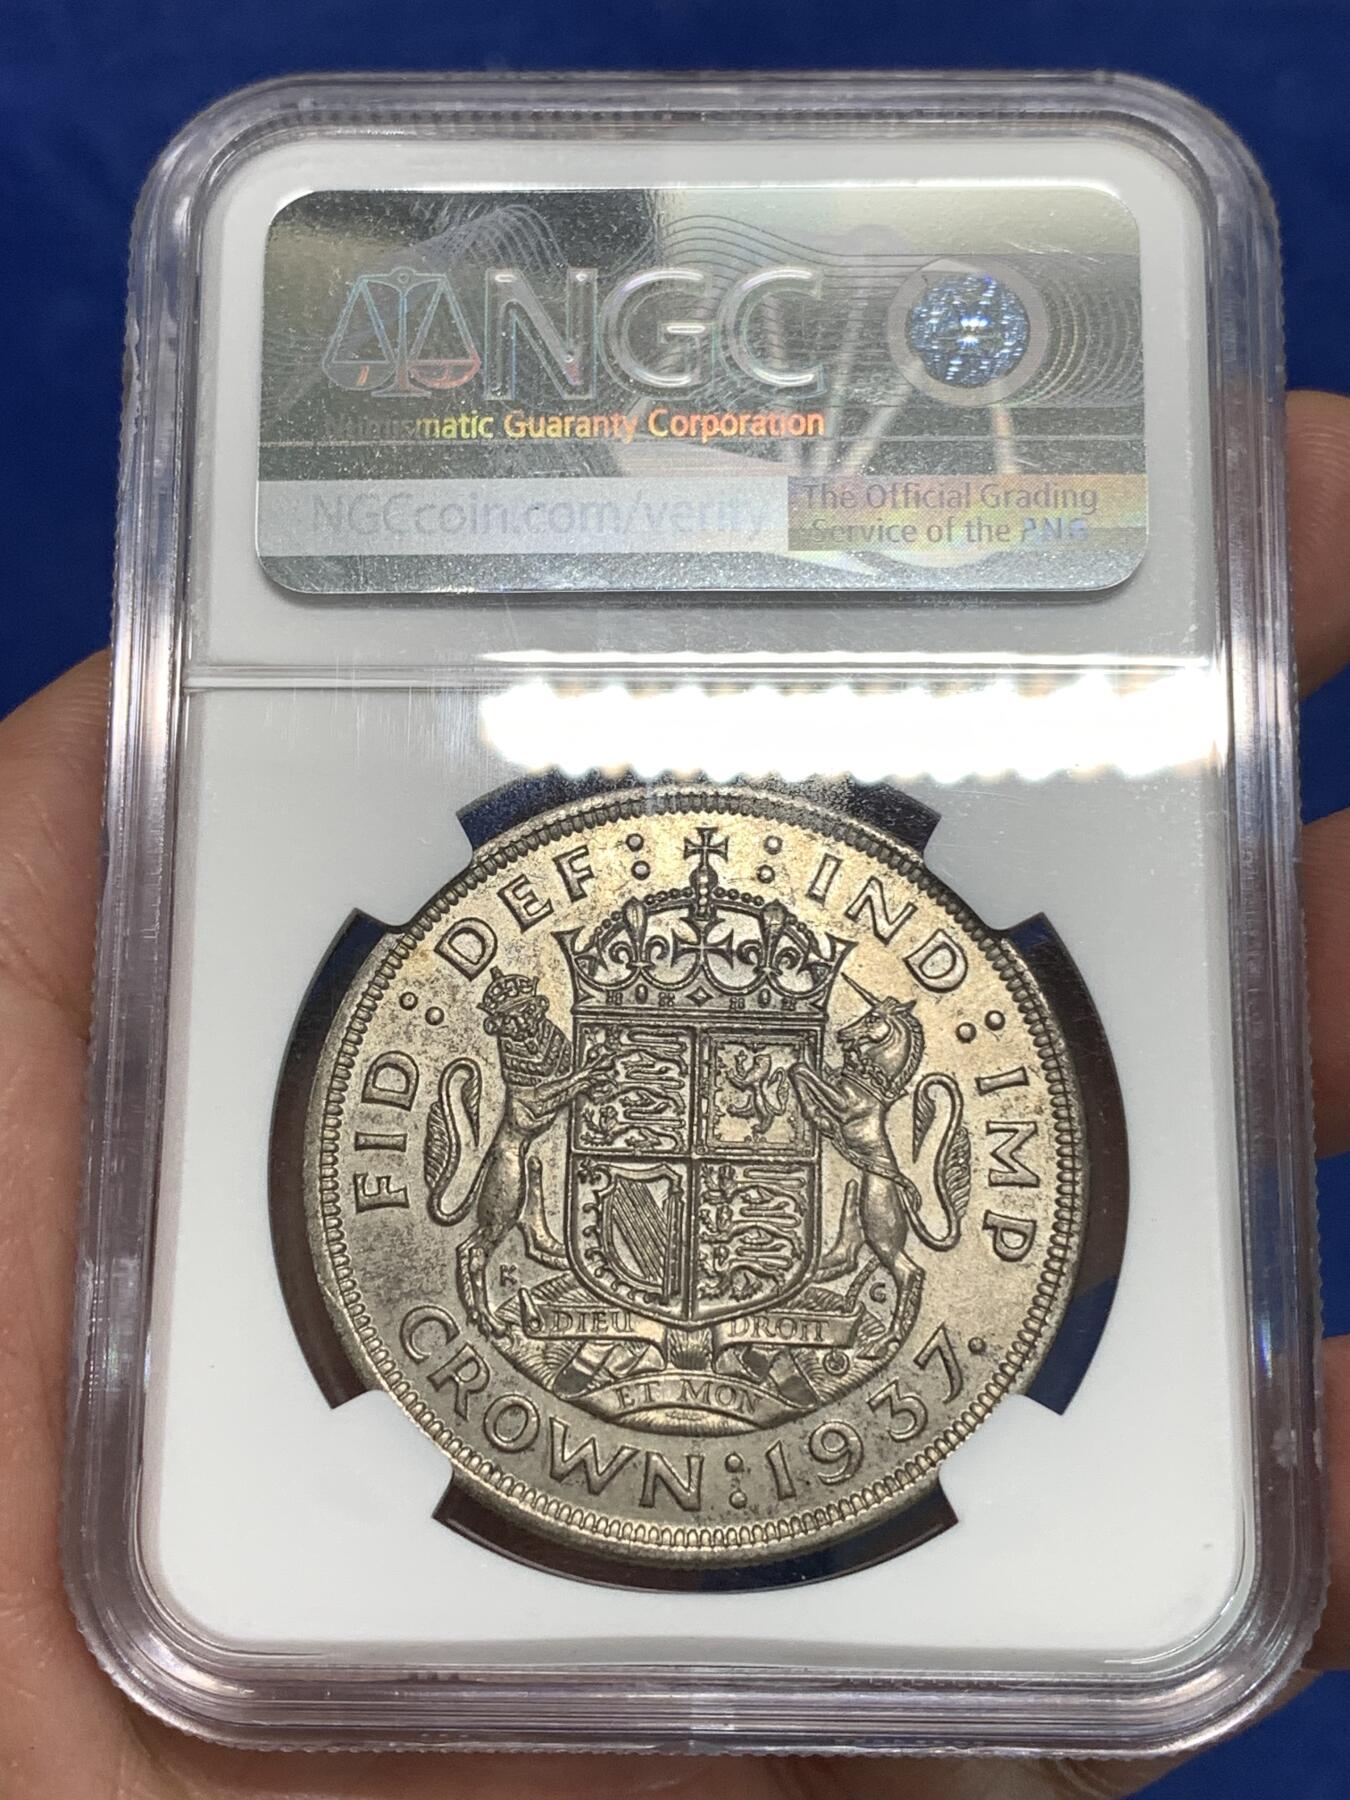 NGC
Numismatic Guaranty Corporation
NGCcoin.com/verify
The Official Grading
Service of the PNG
FID : DEF : IND : IMP
K G
DIEU DROIT
ET MON
CROWN : 1937 .